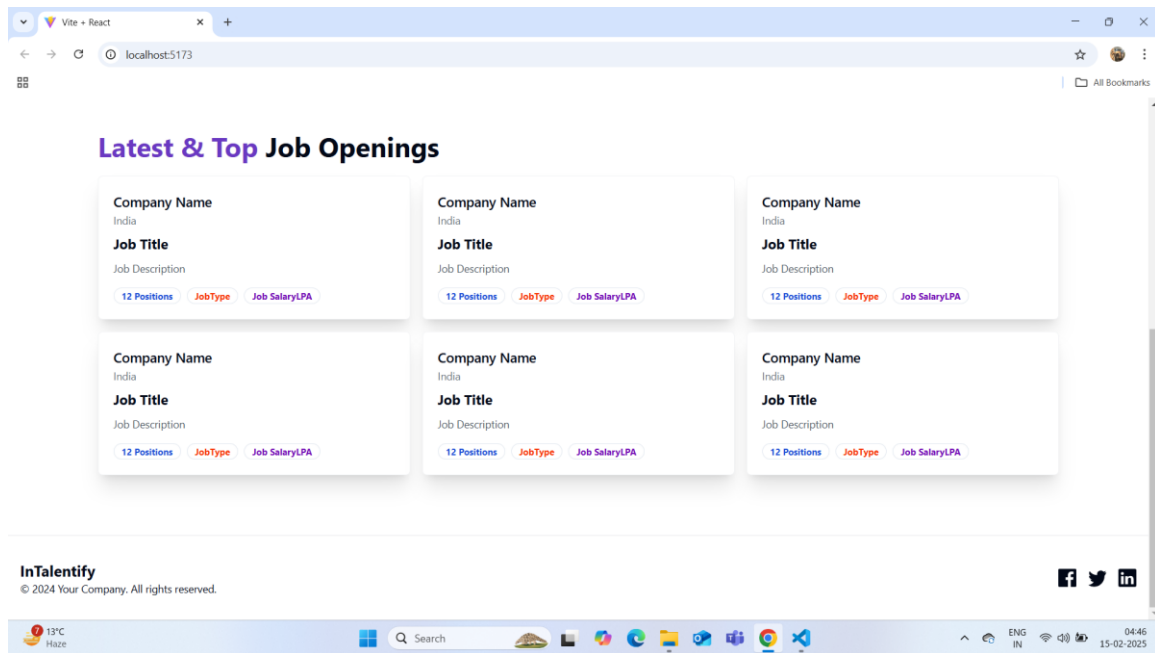 Vite + React
localhost:5173
All Bookmarks
Latest & Top Job Openings
Company Name
India
Job Title
Job Description
12 Positions JobType Job SalaryLPA
Company Name
India
Job Title
Job Description
12 Positions JobType Job SalaryLPA
Company Name
India
Job Title
Job Description
12 Positions JobType Job SalaryLPA
Company Name
India
Job Title
Job Description
12 Positions JobType Job SalaryLPA
Company Name
India
Job Title
Job Description
12 Positions JobType Job SalaryLPA
Company Name
India
Job Title
Job Description
12 Positions JobType Job SalaryLPA
InTalentify
© 2024 Your Company. All rights reserved.
7
13°C
Haze
Search
ENG
IN
04:46
15-02-2025